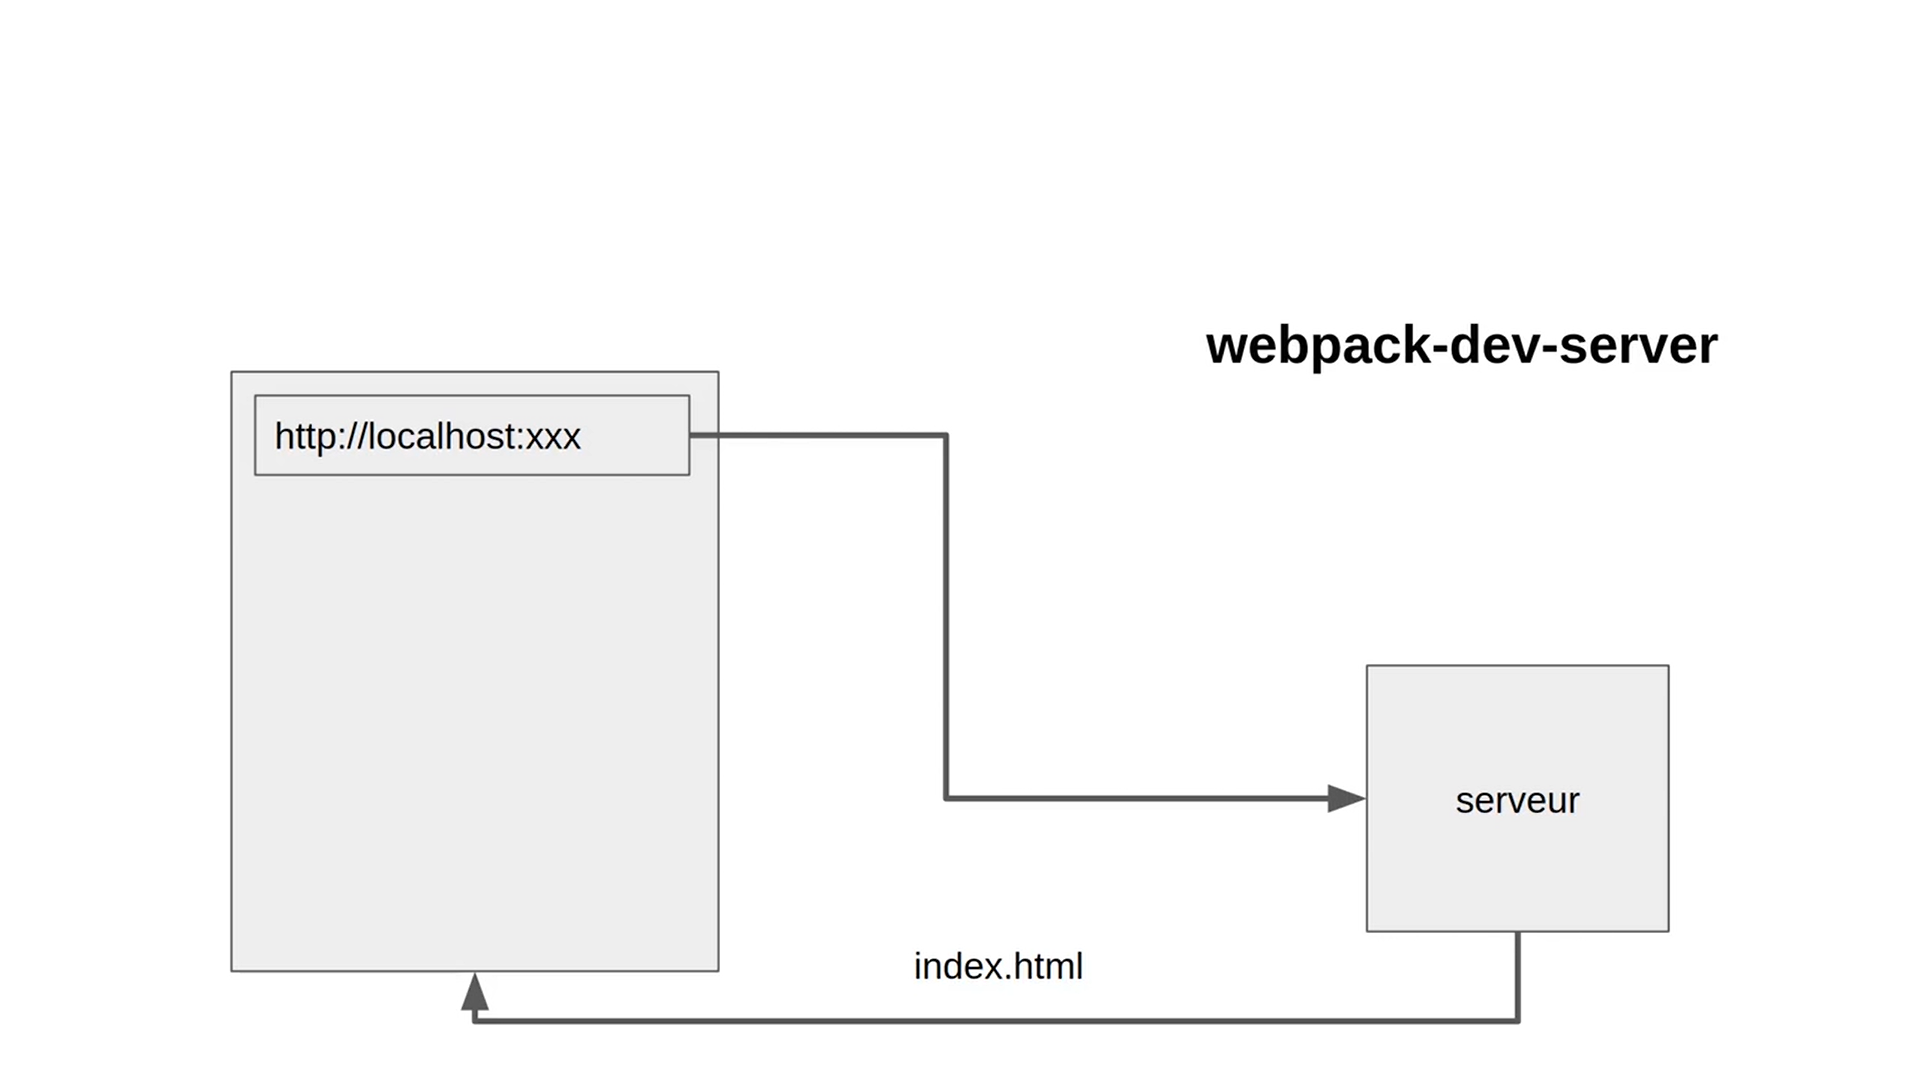 webpack-dev-server
http://localhost:xxx
serveur
index.html